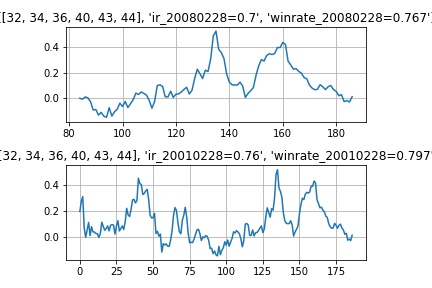 [32, 34, 36, 40, 43, 44], 'ir_20080228=0.7', 'winrate_20080228=0.767']
0.4
0.2
0.0
80 100 120 140 160 180
[32, 34, 36, 40, 43, 44], 'ir_20010228=0.76', 'winrate_20010228=0.797'
0.4
0.2
0.0
0 25 50 75 100 125 150 175